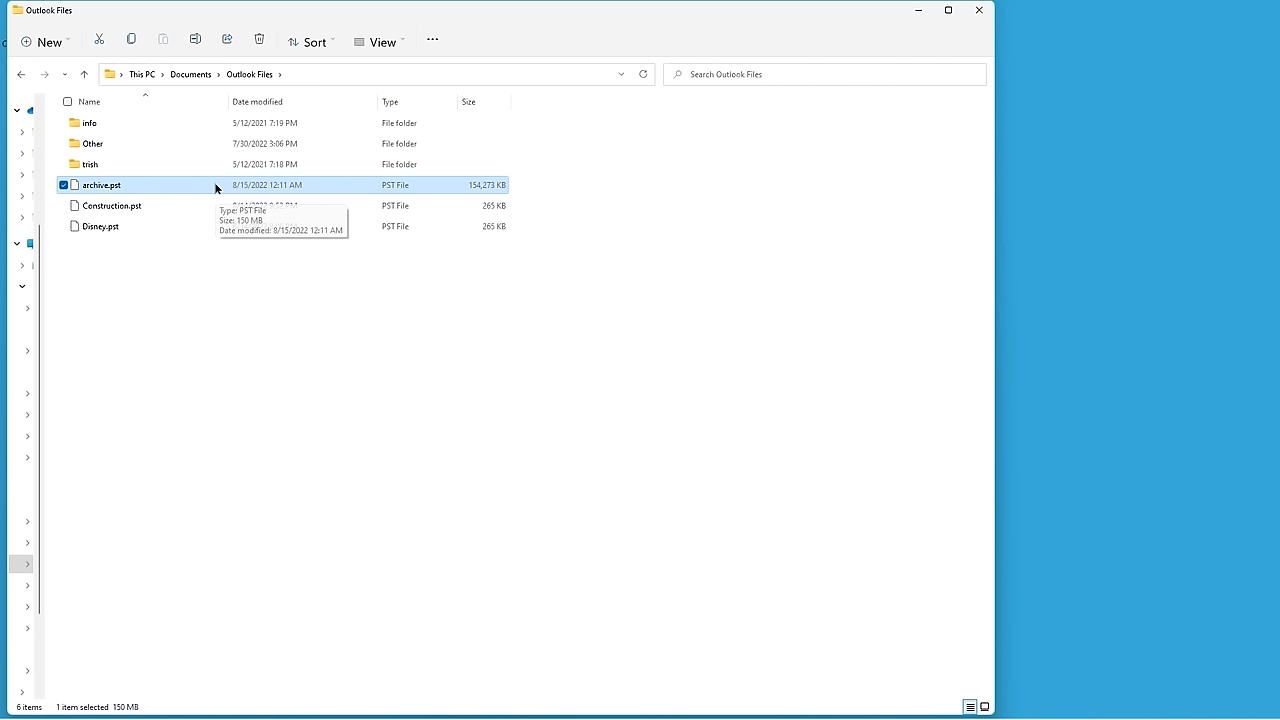 Outlook Files
New
Sort
View
This PC > Documents > Outlook Files >
Search Outlook Files
Name Date modified Type Size
info 5/12/2021 7:19 PM File folder
Other 7/30/2022 3:06 PM File folder
trish 5/12/2021 7:18 PM File folder
archive.pst 8/15/2022 12:11 AM PST File 154,273 KB
Construction.pst PST File 265 KB
Disney.pst PST File 265 KB
Type: PST File
Size: 150 MB
Date modified: 8/15/2022 12:11 AM
6 items 1 item selected 150 MB